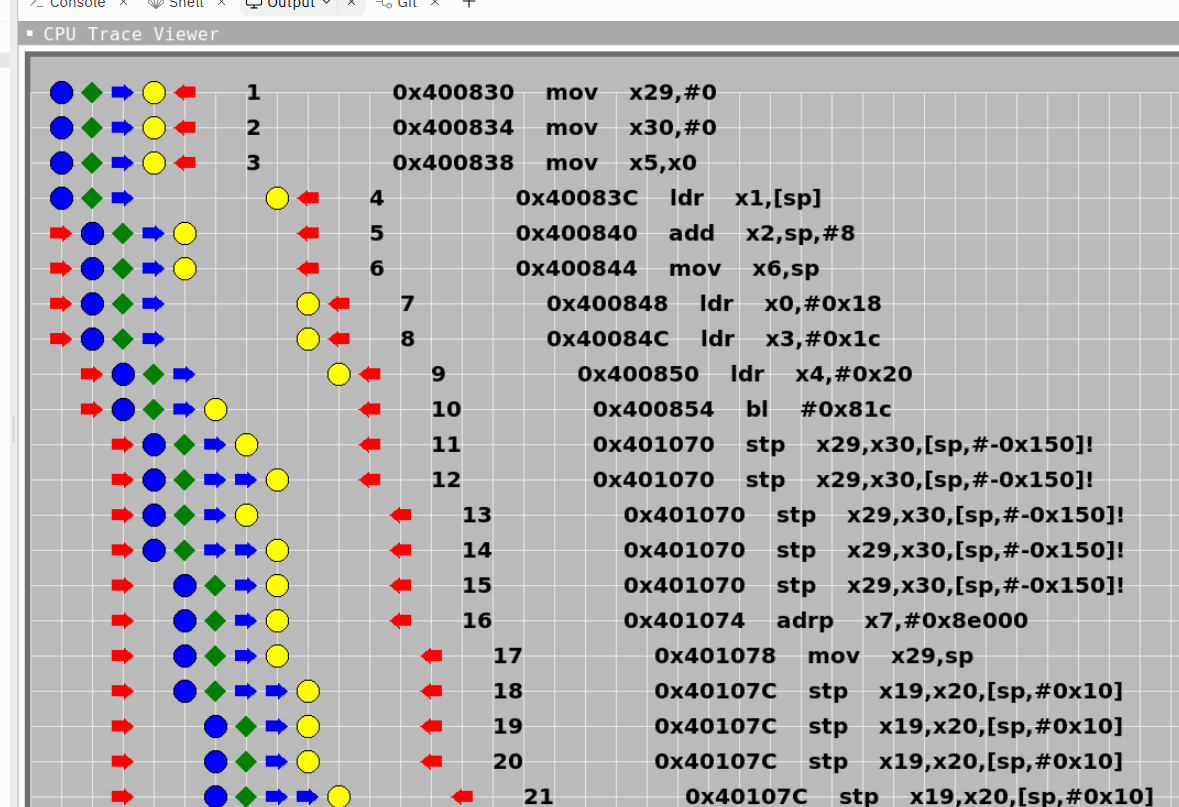 Console × Shell × Output × Git × +
CPU Trace Viewer
1 0x400830 mov x29,#0
2 0x400834 mov x30,#0
3 0x400838 mov x5,x0
4 0x40083C ldr x1,[sp]
5 0x400840 add x2,sp,#8
6 0x400844 mov x6,sp
7 0x400848 ldr x0,#0x18
8 0x40084C ldr x3,#0x1c
9 0x400850 ldr x4,#0x20
10 0x400854 bl #0x81c
11 0x401070 stp x29,x30,[sp,#-0x150]!
12 0x401070 stp x29,x30,[sp,#-0x150]!
13 0x401070 stp x29,x30,[sp,#-0x150]!
14 0x401070 stp x29,x30,[sp,#-0x150]!
15 0x401070 stp x29,x30,[sp,#-0x150]!
16 0x401074 adrp x7,#0x8e000
17 0x401078 mov x29,sp
18 0x40107C stp x19,x20,[sp,#0x10]
19 0x40107C stp x19,x20,[sp,#0x10]
20 0x40107C stp x19,x20,[sp,#0x10]
21 0x40107C stp x19,x20,[sp,#0x10]